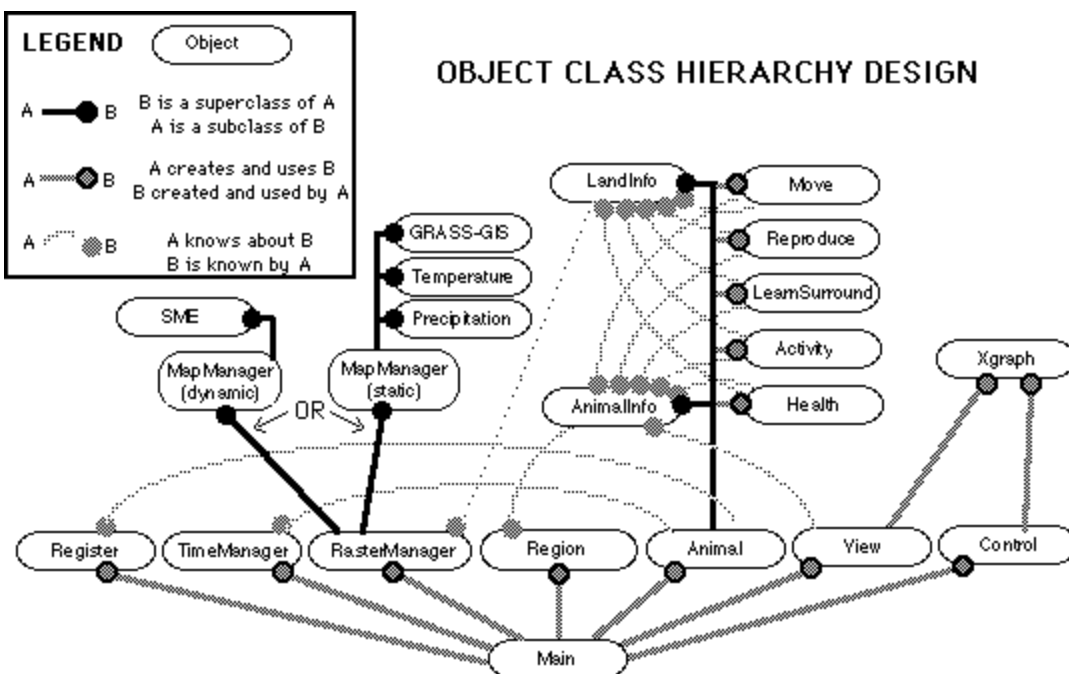 LEGEND
Object
A
B
B is a superclass of A
A is a subclass of B
A
B
A creates and uses B
B created and used by A
A
B
A knows about B
B is known by A
OBJECT CLASS HIERARCHY DESIGN
LandInfo
Move
GRASS-GIS
Reproduce
Temperature
LearnSurround
SME
Precipitation
Activity
MapManager
(dynamic)
MapManager
(static)
Xgraph
OR
AnimalInfo
Health
Register
TimeManager
RasterManager
Region
Animal
View
Control
Main